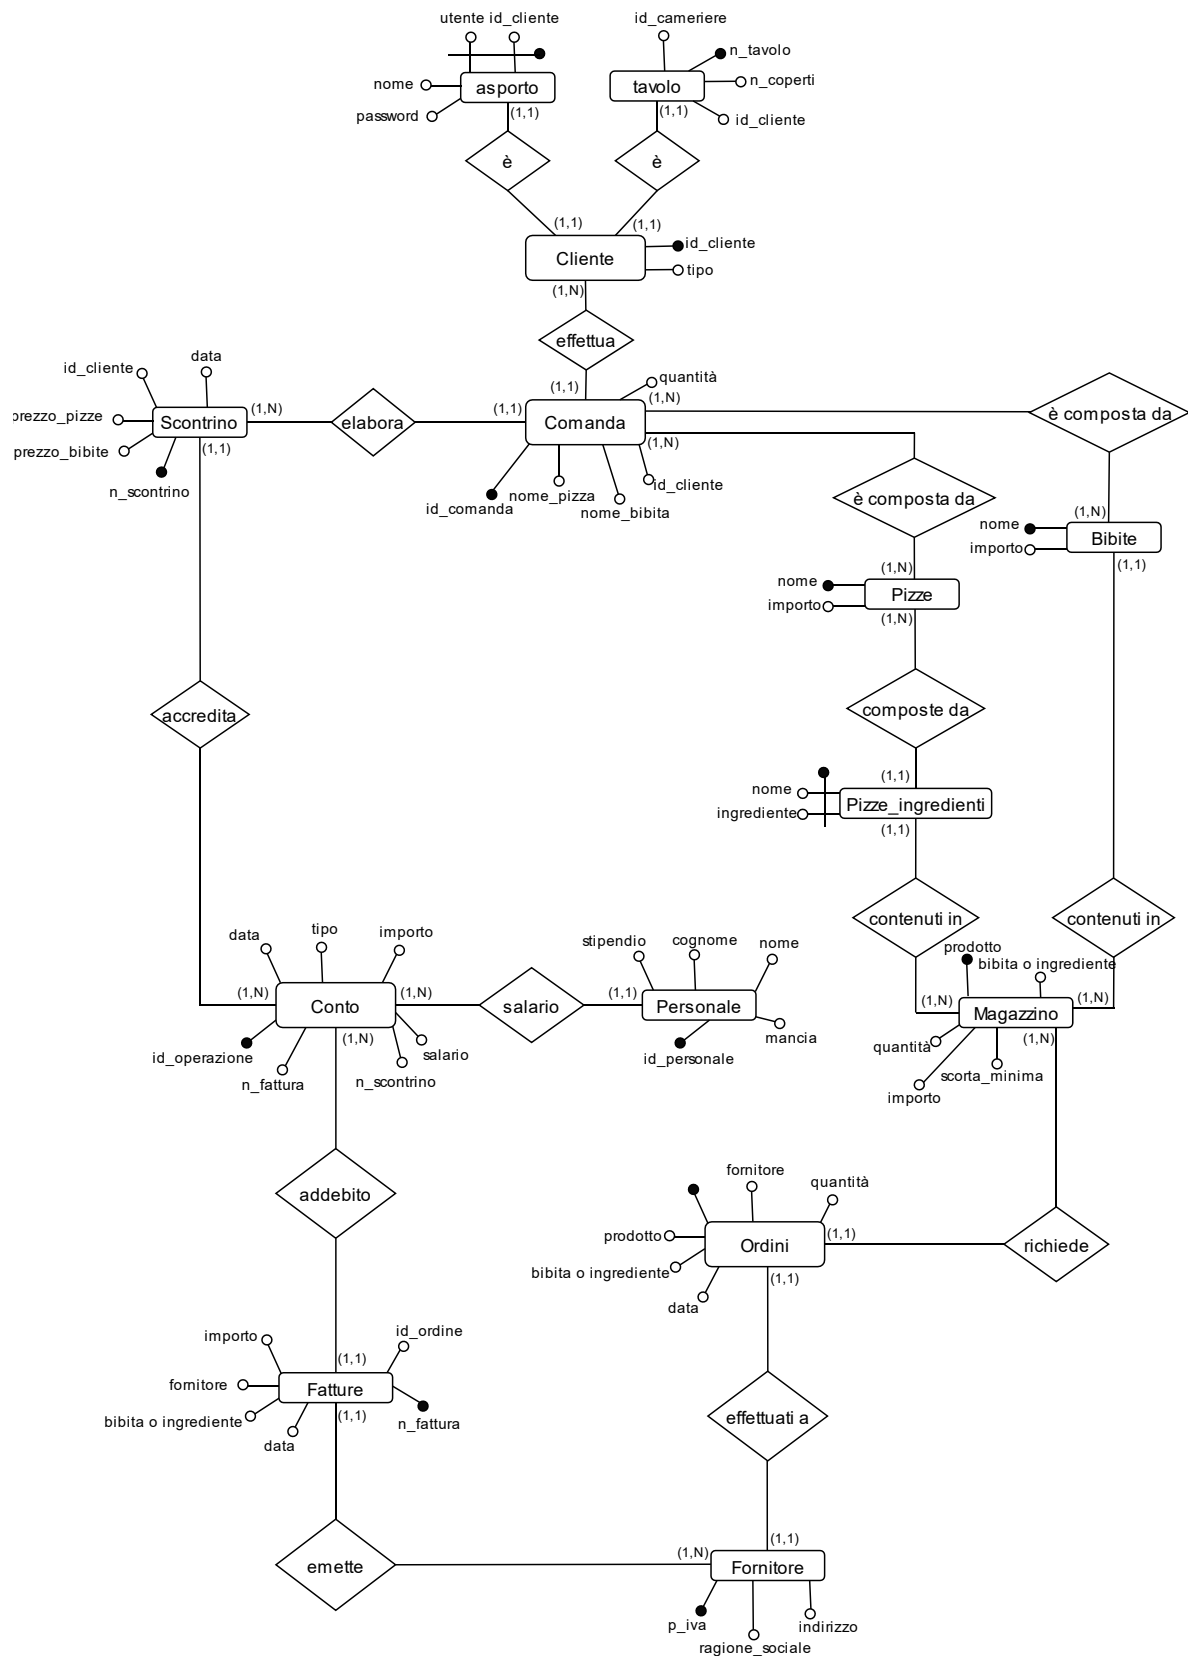 utente id_cliente
id_cameriere
n_tavolo
nome
asporto
tavolo
n_coperti
password
(1,1)
(1,1)
id_cliente
è
è
(1,1)
(1,1)
Cliente
id_cliente
tipo
(1,N)
effettua
data
id_cliente
(1,1)
quantità
(1,N)
prezzo_pizze
Scontrino
(1,N)
elabora
(1,1)
Comanda
è composta da
prezzo_bibite
(1,1)
(1,N)
n_scontrino
id_comanda
nome_pizza
nome_bibita
id_cliente
è composta da
(1,N)
nome
importo
Bibite
(1,1)
(1,N)
nome
importo
Pizze
(1,N)
accredita
composte da
(1,1)
nome
ingrediente
Pizze_ingredienti
(1,1)
contenuti in
contenuti in
data
tipo
importo
stipendio
cognome
nome
prodotto
bibita o ingrediente
(1,N)
Conto
(1,N)
salario
(1,1)
Personale
(1,N)
Magazzino
(1,N)
id_operazione
(1,N)
salario
n_fattura
n_scontrino
id_personale
mancia
quantità
(1,N)
scorta_minima
importo
fornitore
quantità
addebito
prodotto
Ordini
(1,1)
richiede
bibita o ingrediente
(1,1)
data
importo
id_ordine
(1,1)
fornitore
Fatture
bibita o ingrediente
(1,1)
n_fattura
data
effettuati a
(1,1)
emette
(1,N)
Fornitore
p_iva
indirizzo
ragione_sociale